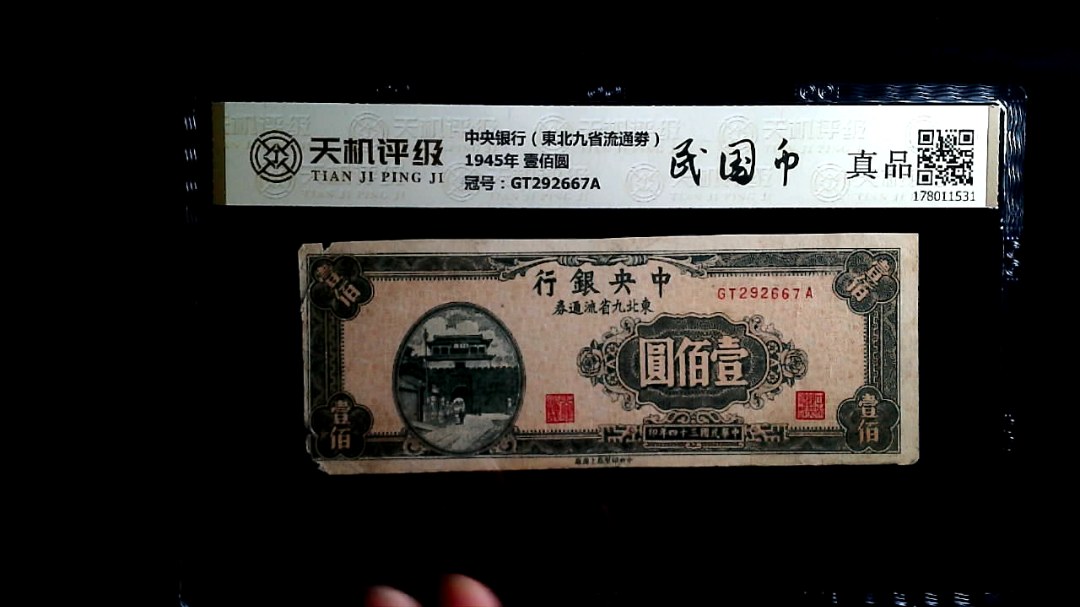 天机评级
TIAN JI PING JI
中央银行（東北九省流通劵）
1945年 壹佰圆
冠号：GT292667A
民国币
真品
178011531
壹佰
壹佰
行銀央中
券通流省九北東
GT292667A
圓佰壹
印年四十三國民華中
壹佰
壹佰